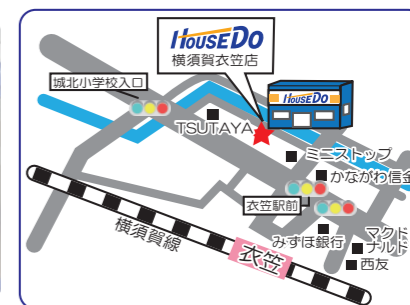 HOUSEDO
横須賀衣笠店
城北小学校入口
HOUSEDO
TSUTAYA
ミニストップ
かながわ信金
衣笠駅前
横須賀線
衣笠
みずほ銀行
マクド
ナルド
西友